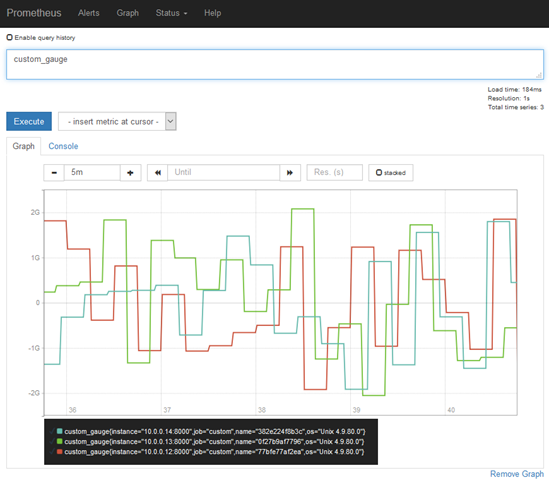 Prometheus Alerts Graph Status Help
Enable query history
custom_gauge
Load time: 184ms
Resolution: 1s
Total time series: 3
Execute - insert metric at cursor -
Graph Console
5m Until Res. (s) stacked
2G
1G
0
-1G
-2G
36 37 38 39 40
custom_gauge{instance="10.0.0.14:8000",job="custom",name="382e224f8b3c",os="Unix 4.9.80.0"}
custom_gauge{instance="10.0.0.13:8000",job="custom",name="0f27b9af7796",os="Unix 4.9.80.0"}
custom_gauge{instance="10.0.0.12:8000",job="custom",name="77bfe77af2ea",os="Unix 4.9.80.0"}
Remove Graph